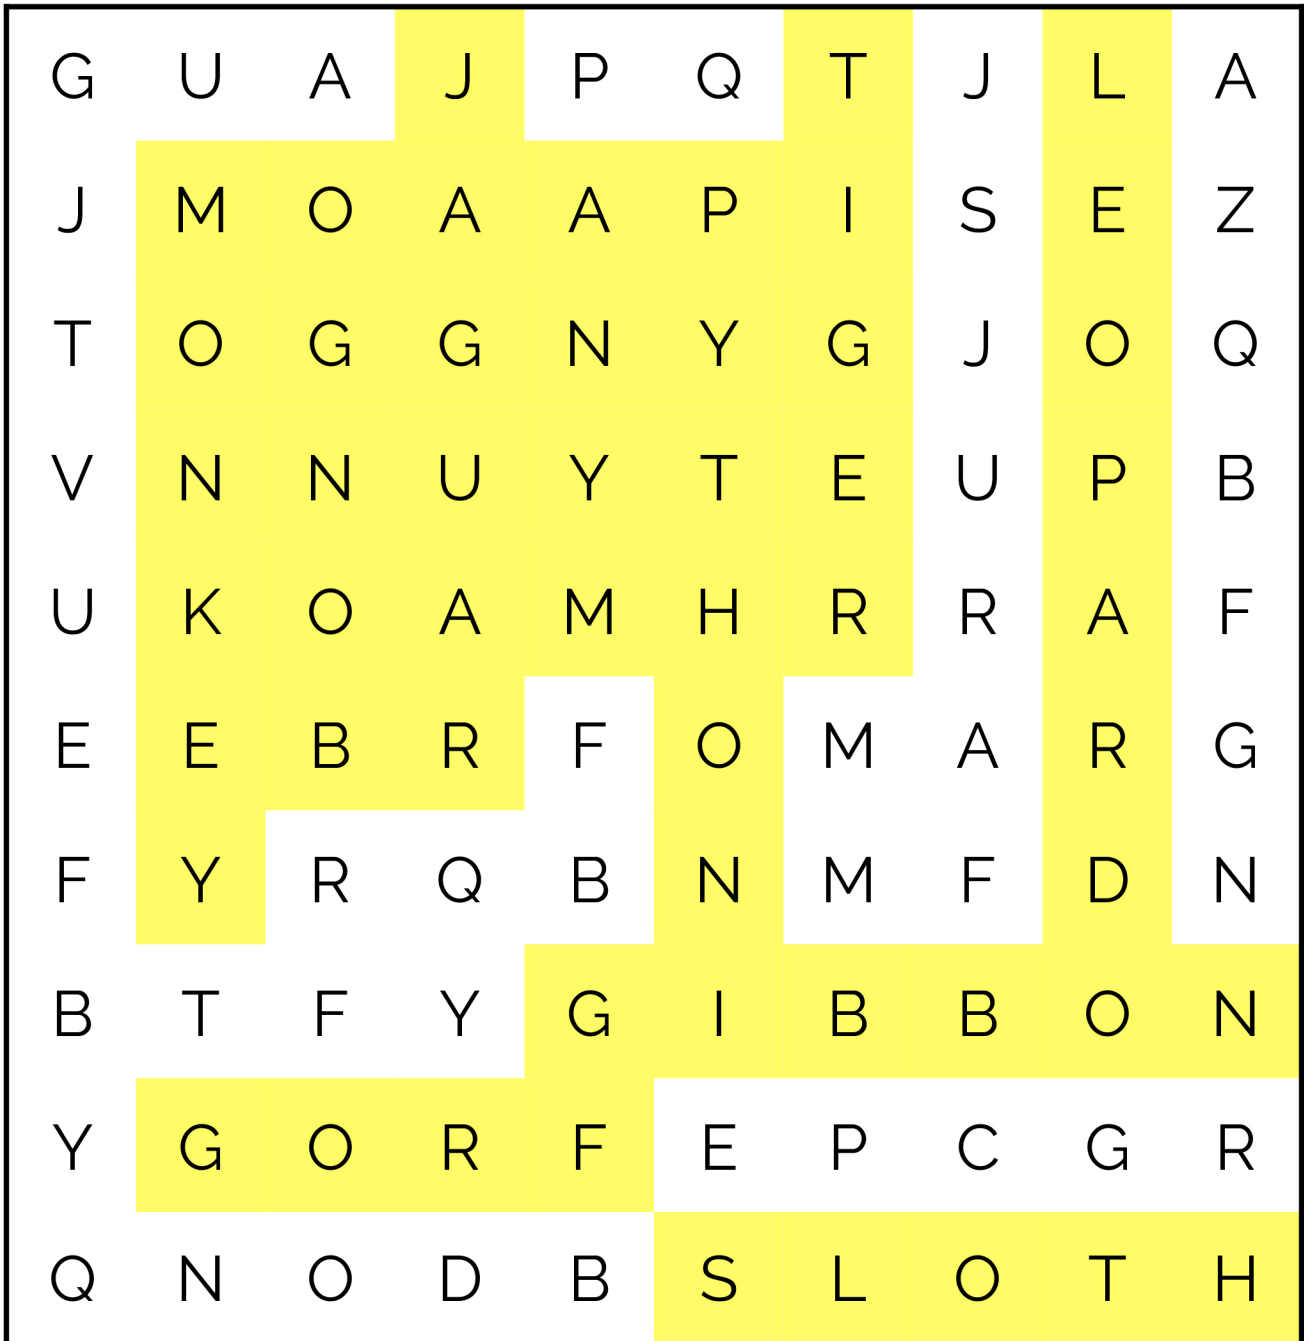 G U A J P Q T J L A
J M O A A P I S E Z
T O G G N Y G J O Q
V N N U Y T E U P B
U K O A M H R R A F
E E B R F O M A R G
F Y R Q B N M F D N
B T F Y G I B B O N
Y G O R F E P C G R
Q N O D B S L O T H